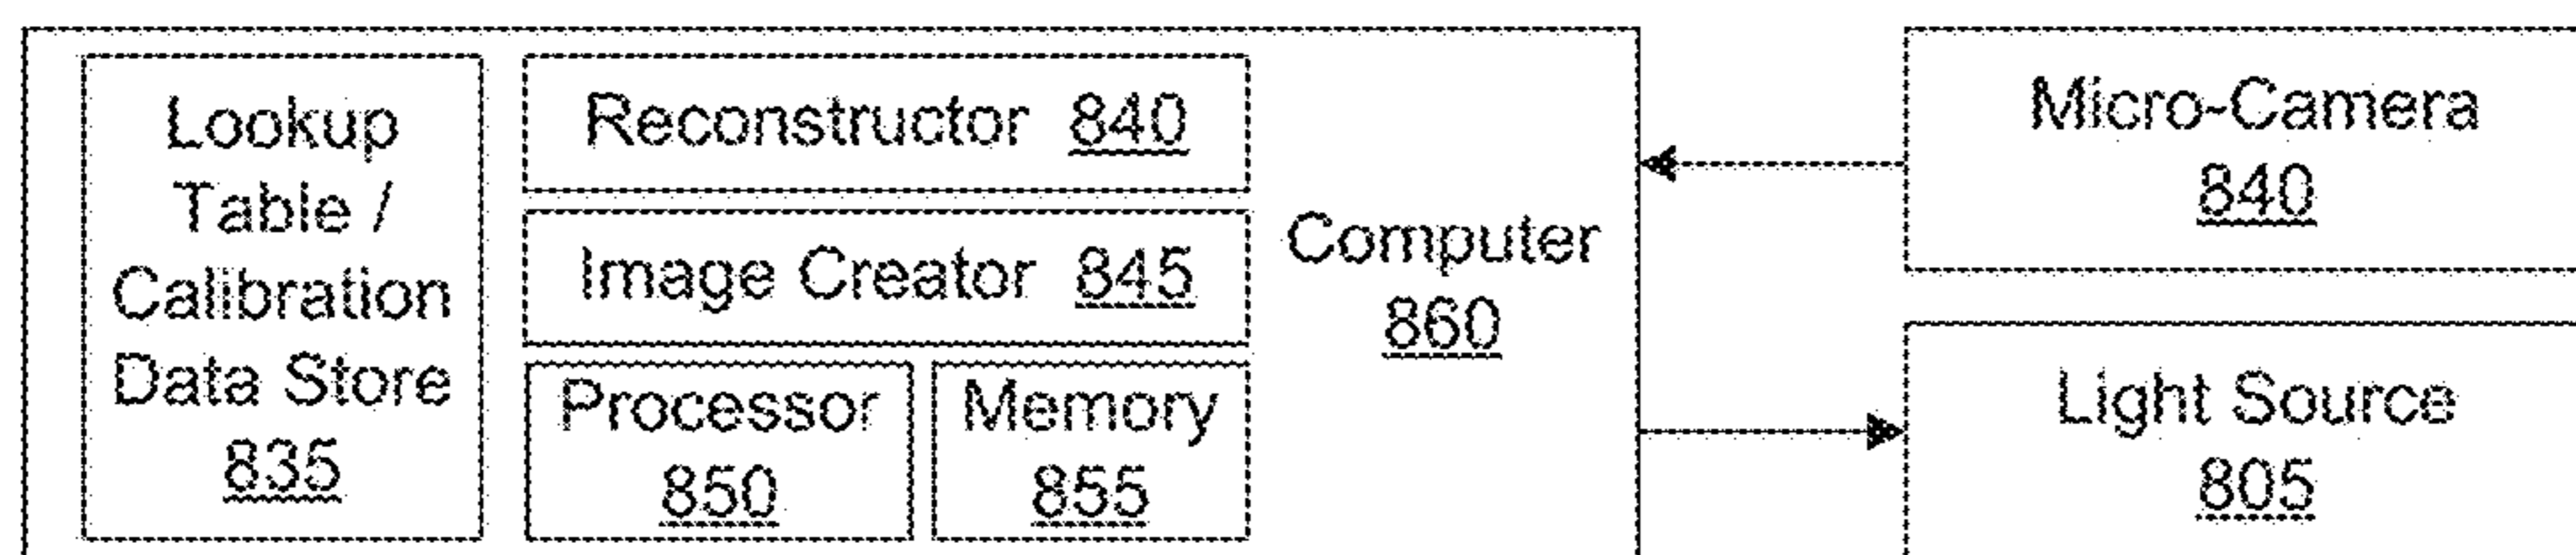 Lookup
Table /
Calibration
Data Store
835
Reconstructor 840
Image Creator 845
Processor
850
Memory
855
Computer
860
Micro-Camera
840
Light Source
805